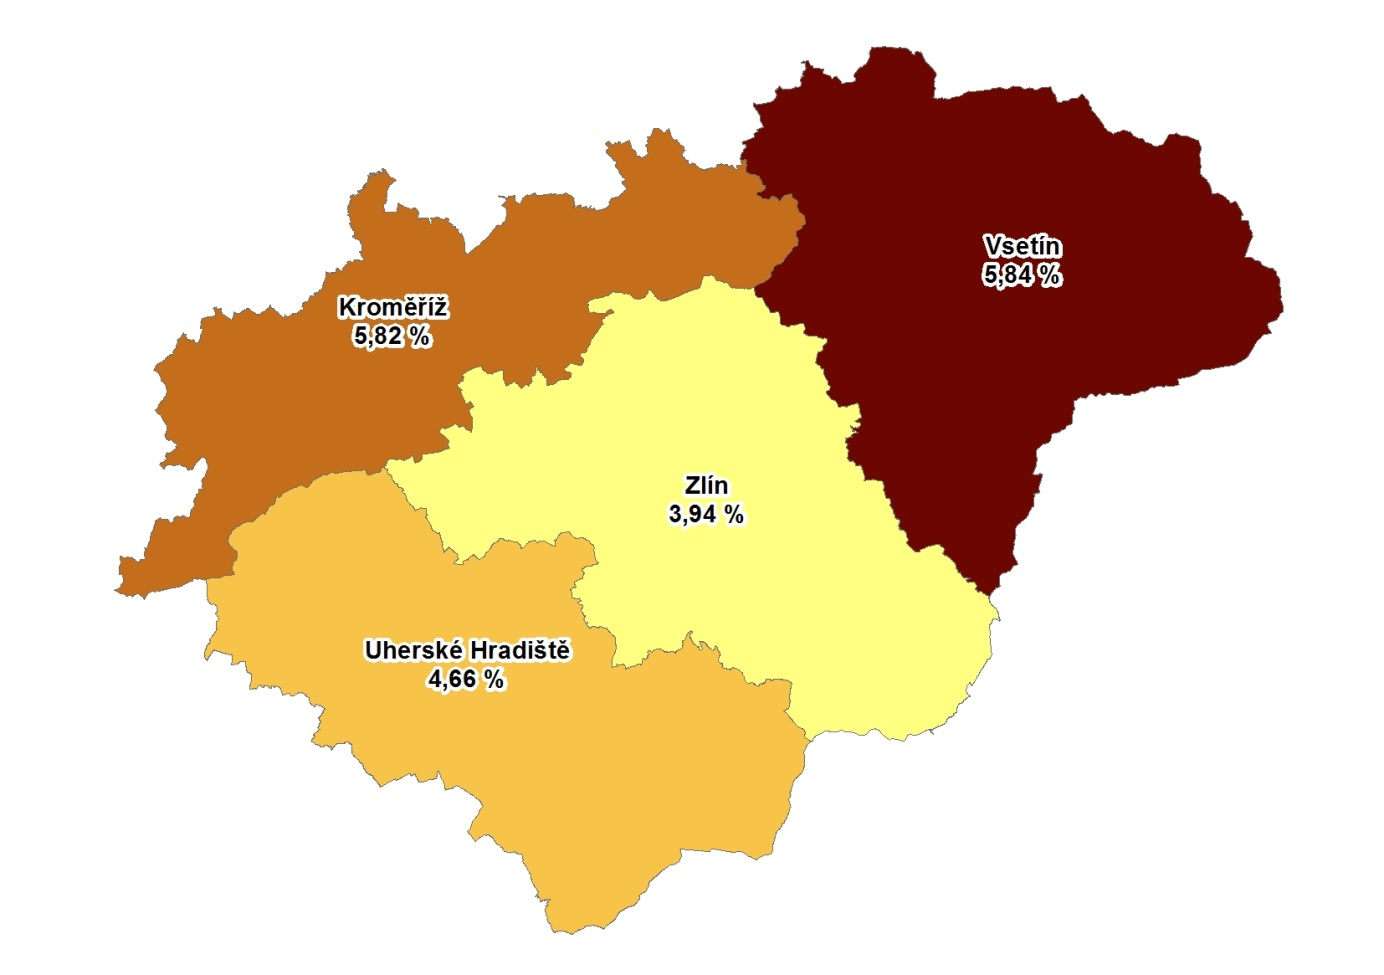 Vsetín
5,84 %
Kroměříž
5,82 %
Zlín
3,94 %
Uherské Hradiště
4,66 %